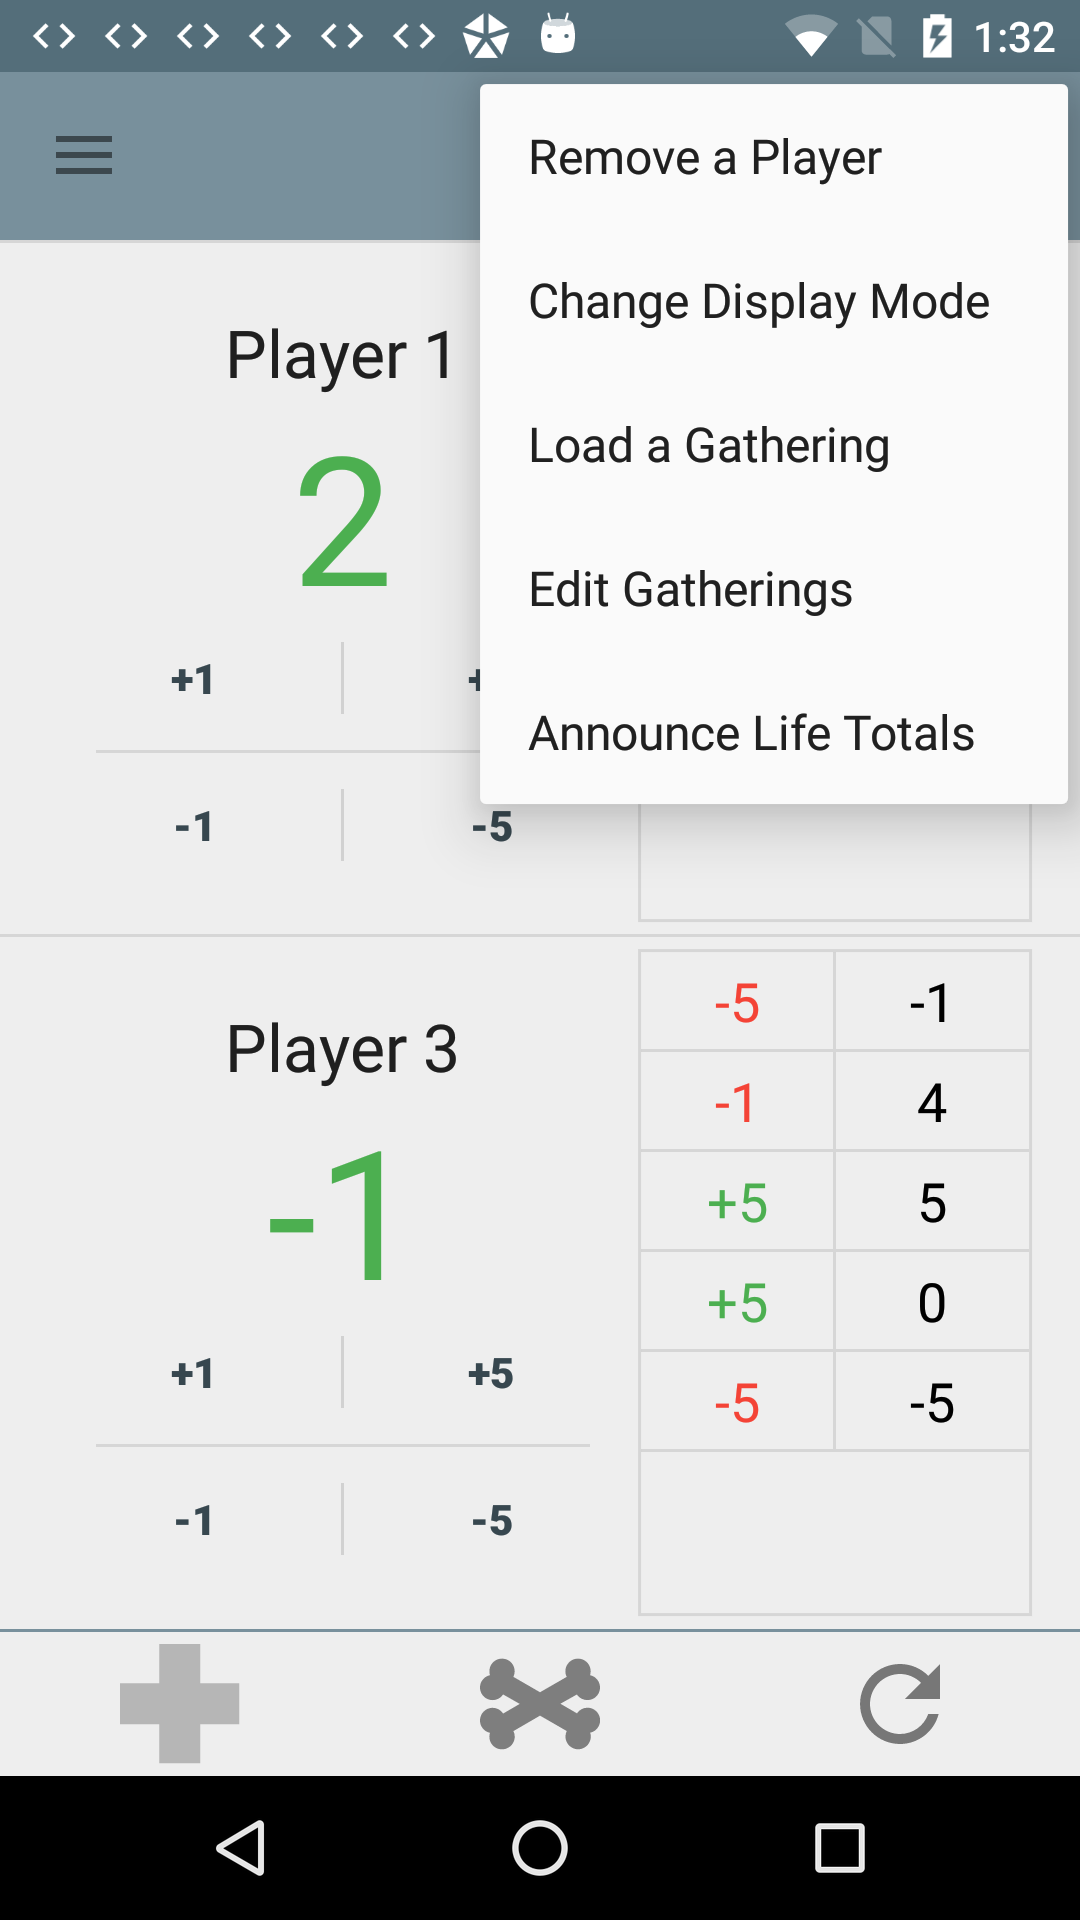 1:32
Remove a Player
Change Display Mode
Load a Gathering
Edit Gatherings
Announce Life Totals
Player 1
2
+1
-1 -5
Player 3
-1
+1 +5
-1 -5
-5 -1
-1 4
+5 5
+5 0
-5 -5